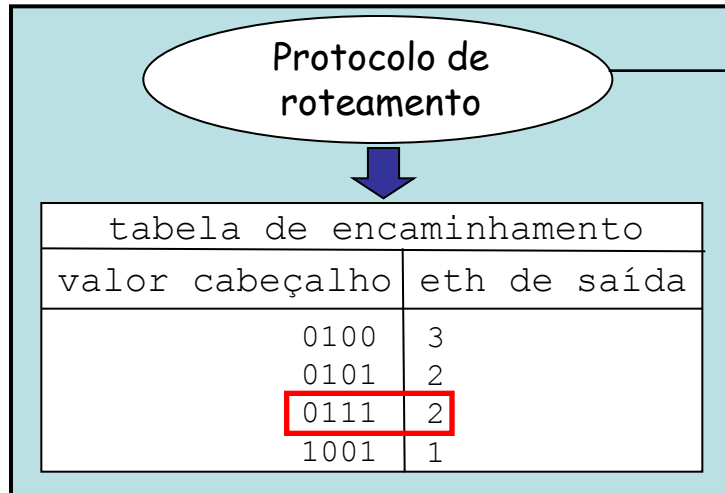 Protocolo de
roteamento
tabela de encaminhamento
valor cabeçalho eth de saída
0100 3
0101 2
0111 2
1001 1